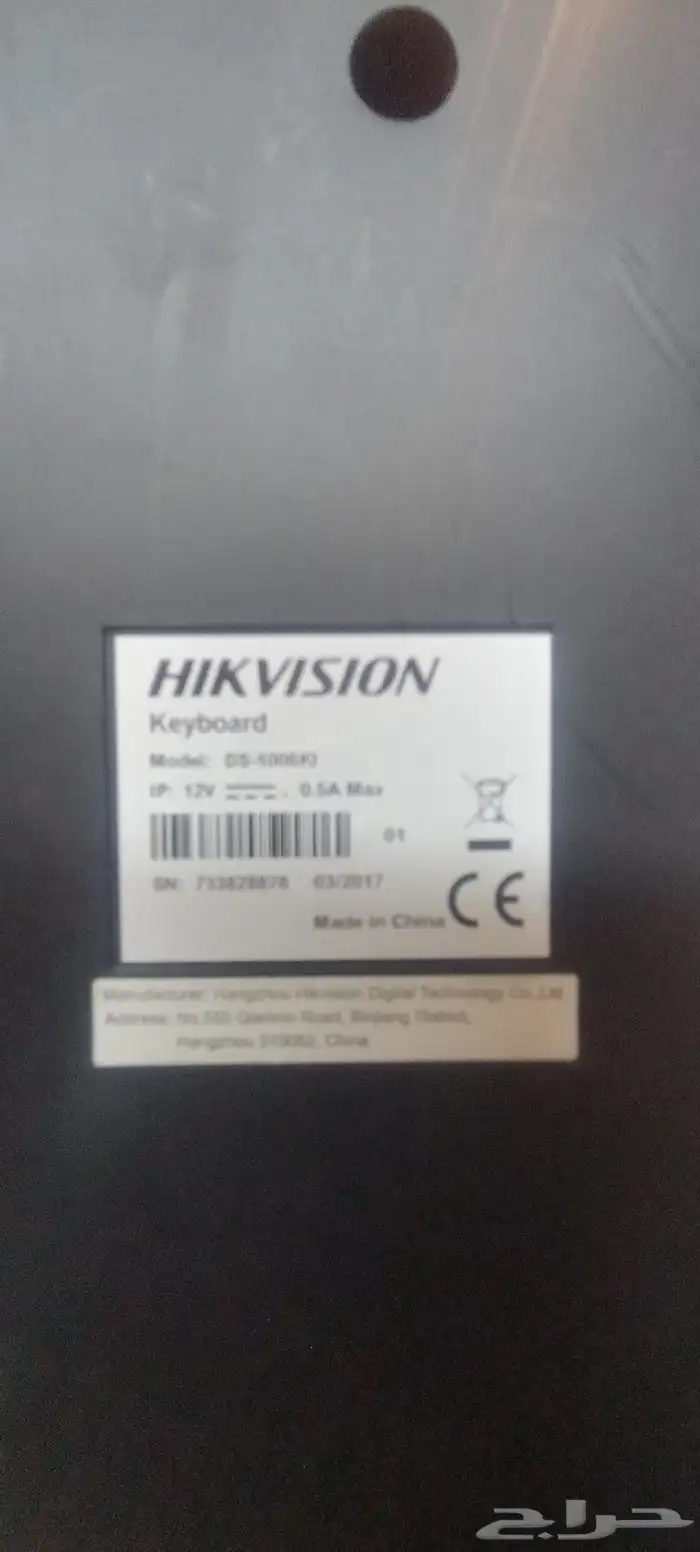 HIKVISION
Keyboard
Model: DS-1006KI
I/P: 12V 0.5A Max
01
SN: 733828878 03/2017
Made in China CE
Manufacturer: Hangzhou Hikvision Digital Technology Co.,Ltd
Address: No.555 Qianmo Road, Binjiang District,
Hangzhou 310052, China
حراج